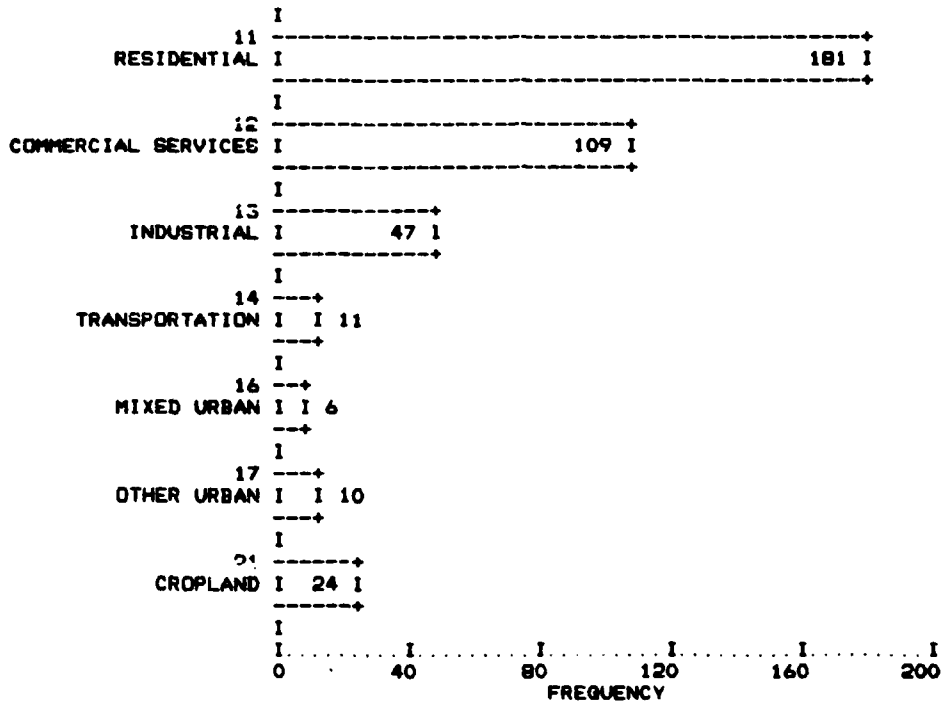 11
RESIDENTIAL I 181 I
12
COMMERCIAL SERVICES I 109 I
13
INDUSTRIAL I 47 I
14
TRANSPORTATION I I 11
16
MIXED URBAN I I 6
17
OTHER URBAN I I 10
21
CROPLAND I 24 I
0 40 80 120 160 200
FREQUENCY